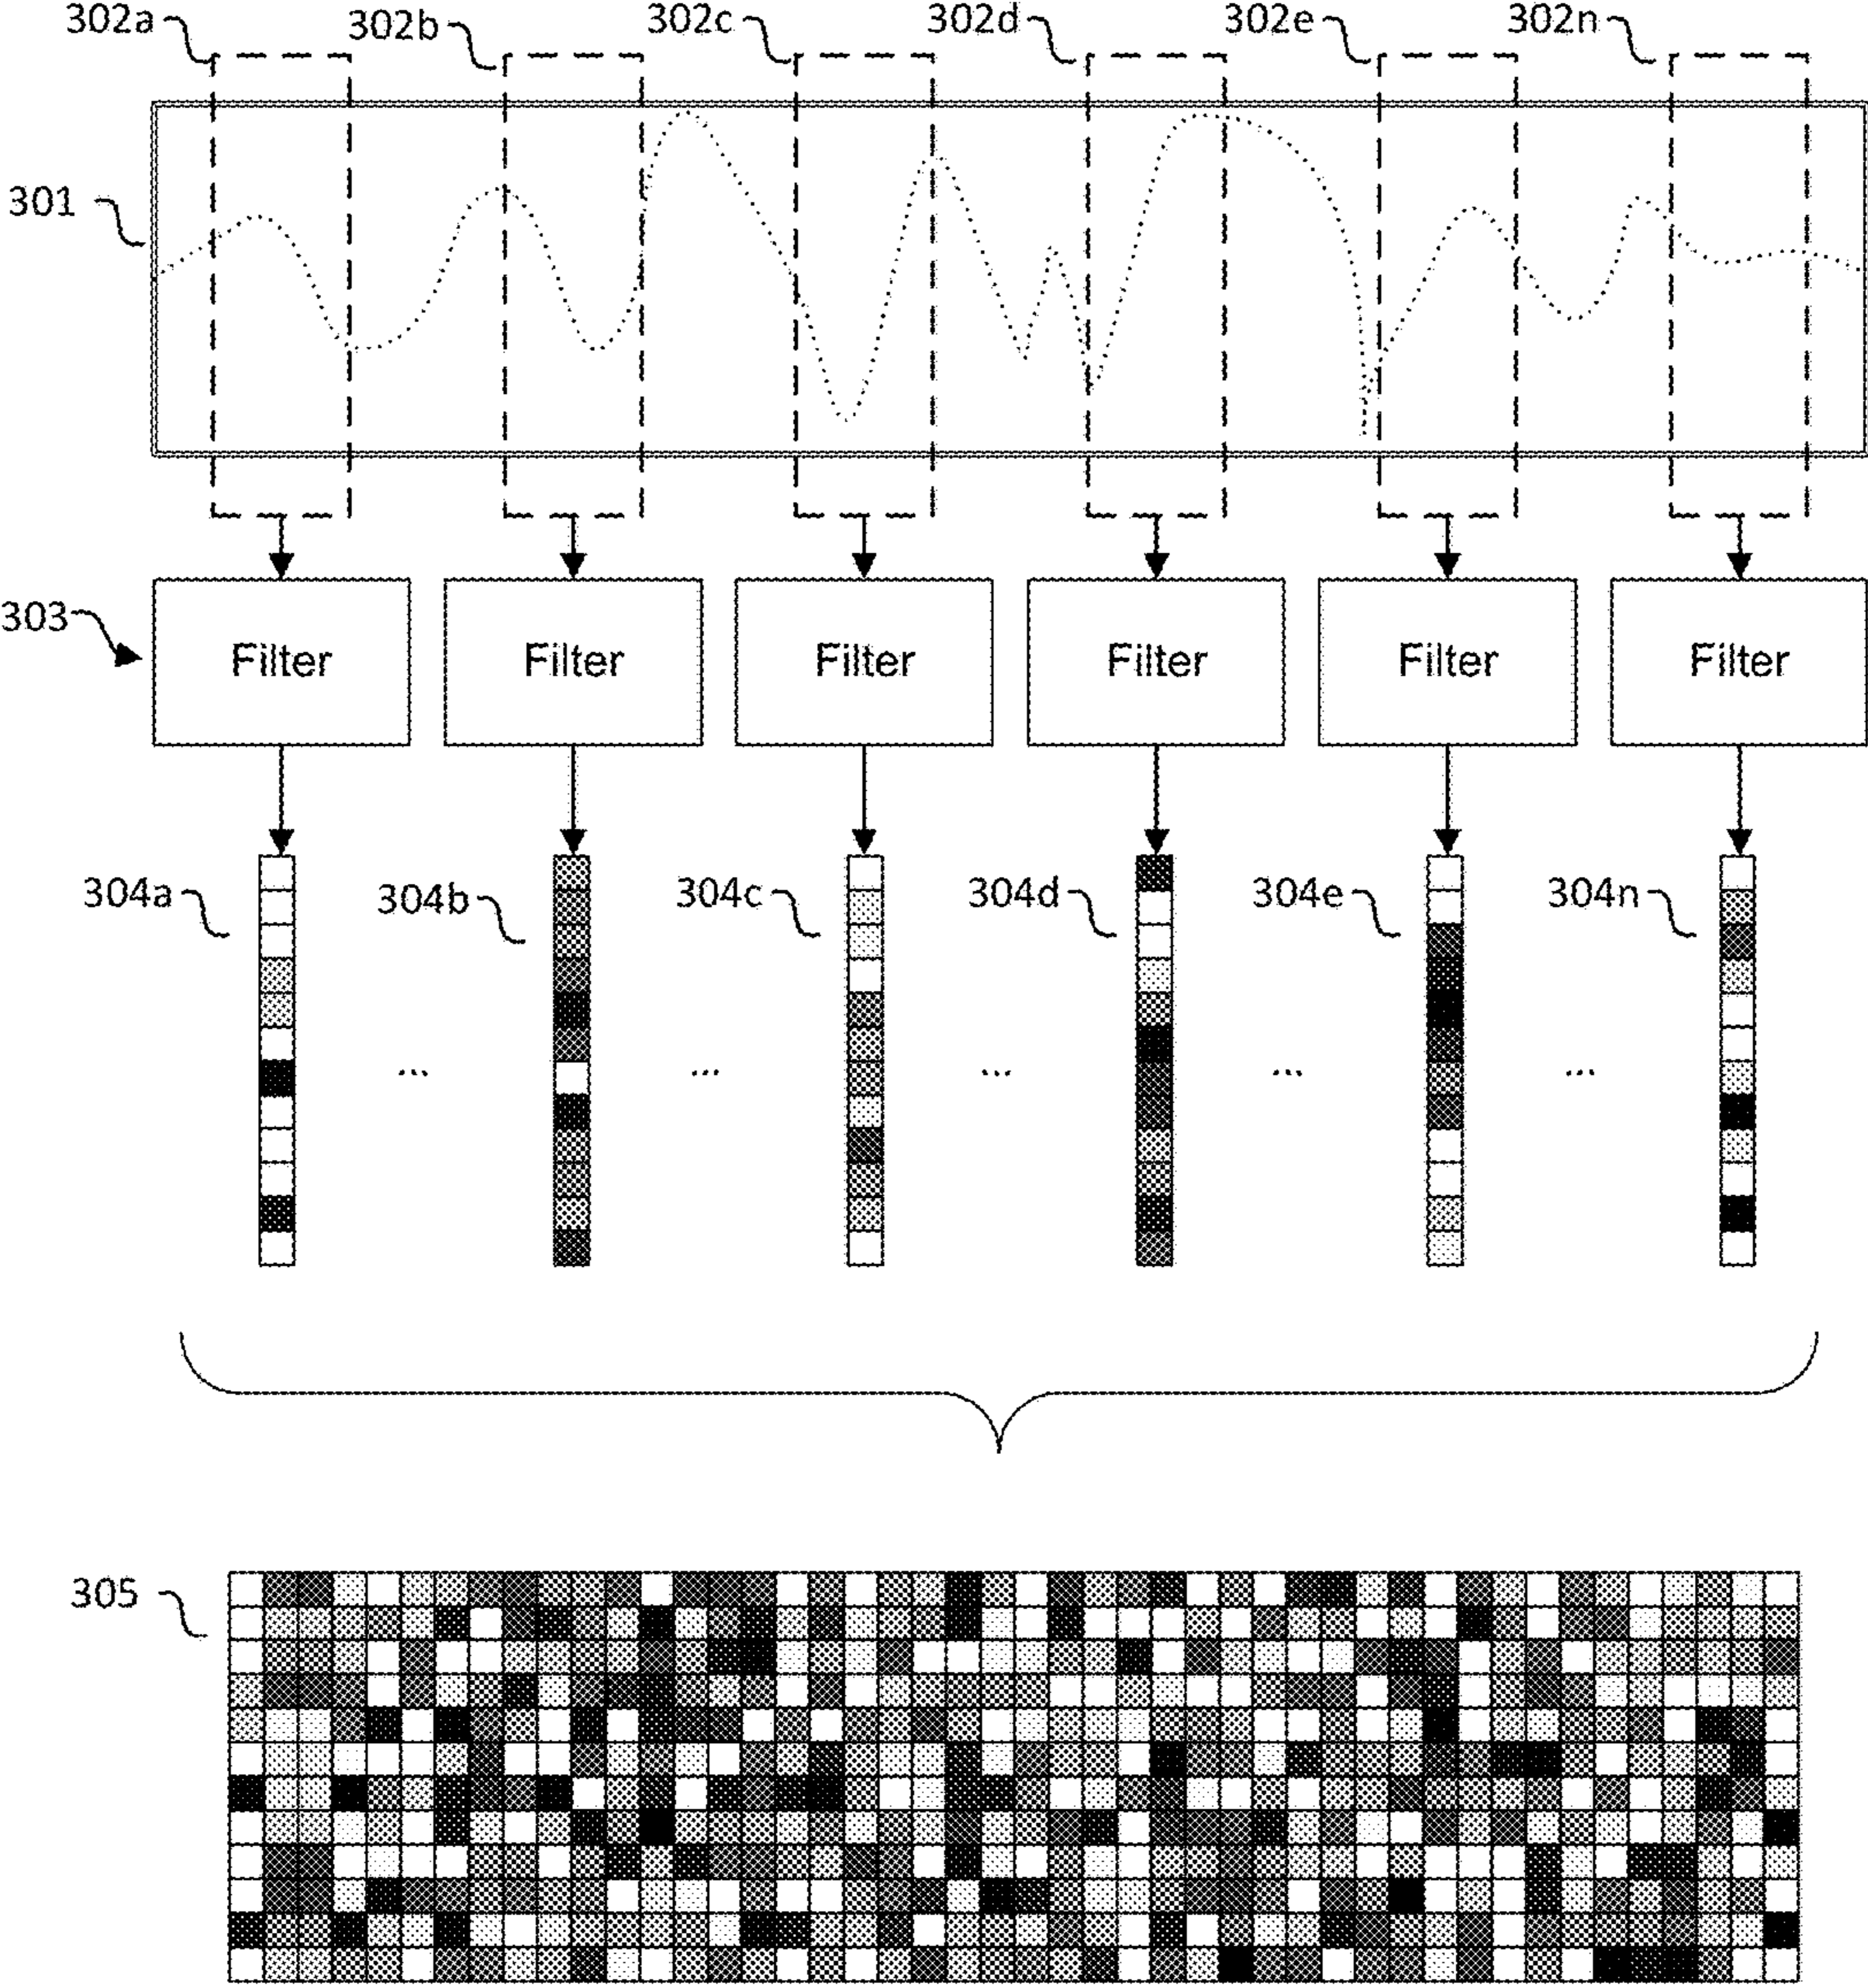 302a 302b 302c 302d 302e 302n
301
303 Filter Filter Filter Filter Filter Filter
304a 304b 304c 304d 304e 304n
... ... ... ... ...
305